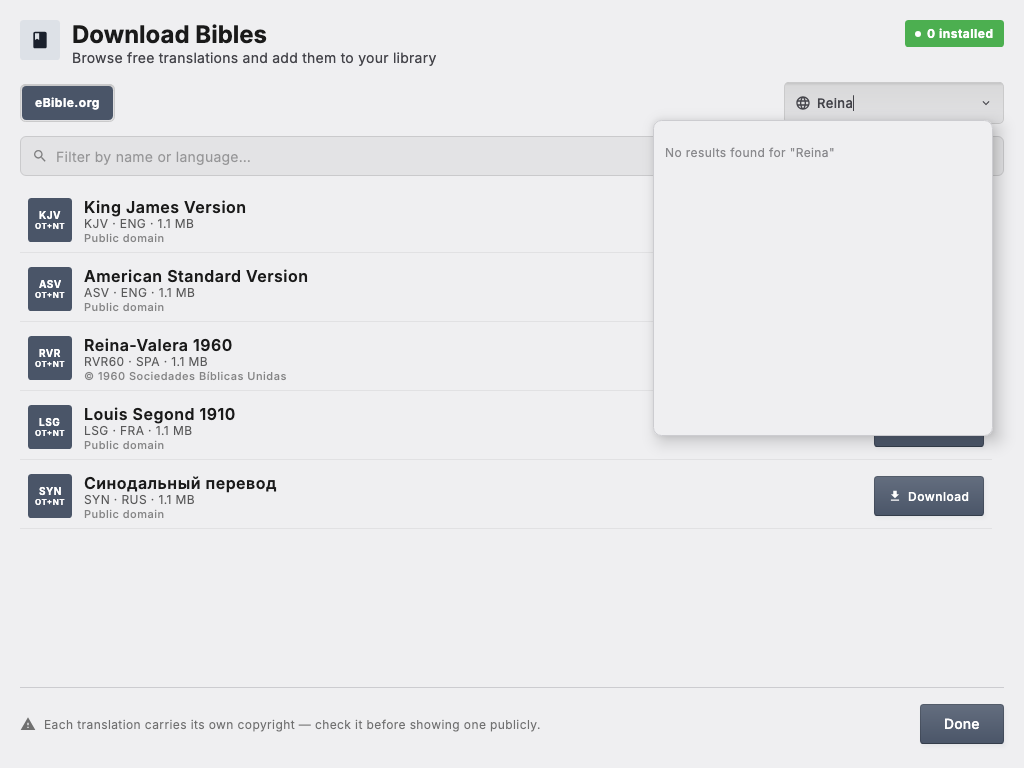 Download Bibles
Browse free translations and add them to your library
0 installed
eBible.org
Reina
Filter by name or language...
No results found for "Reina"
KJV
OT+NT
King James Version
KJV · ENG · 1.1 MB
Public domain
ASV
OT+NT
American Standard Version
ASV · ENG · 1.1 MB
Public domain
RVR
OT+NT
Reina-Valera 1960
RVR60 · SPA · 1.1 MB
© 1960 Sociedades Bíblicas Unidas
LSG
OT+NT
Louis Segond 1910
LSG · FRA · 1.1 MB
Public domain
SYN
OT+NT
Синодальный перевод
SYN · RUS · 1.1 MB
Public domain
Download
Each translation carries its own copyright — check it before showing one publicly.
Done